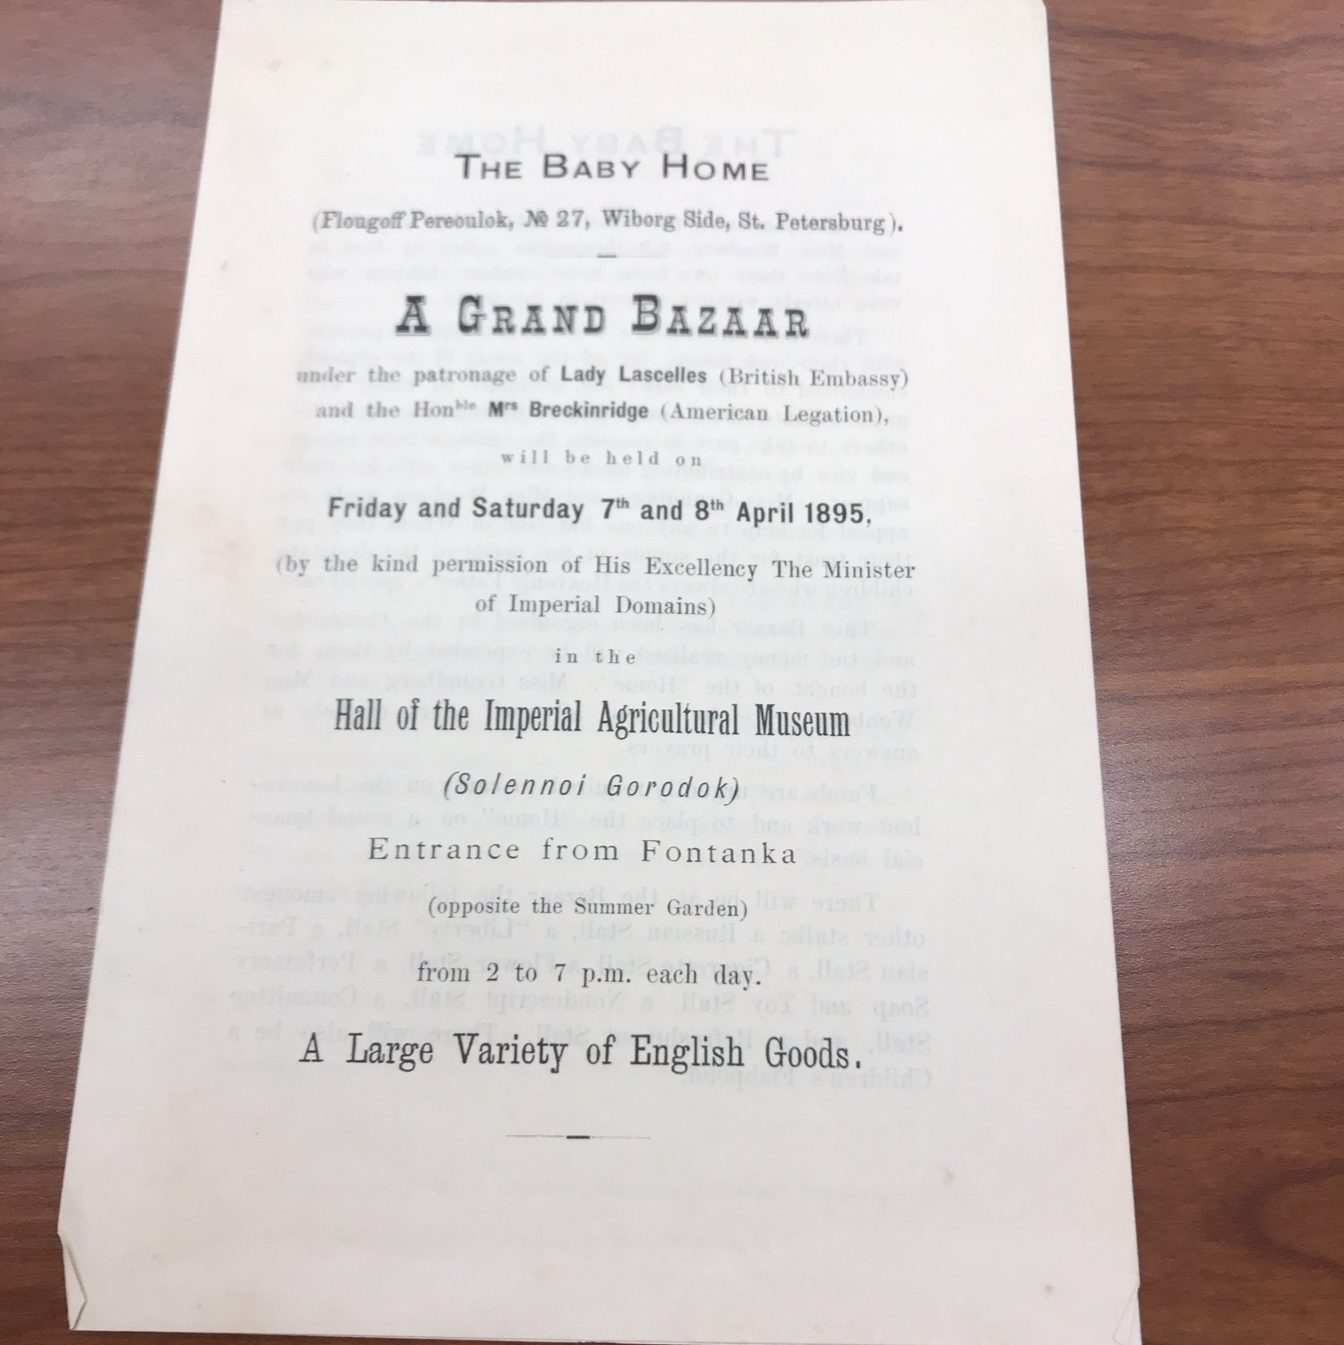 THE BABY HOME
(Flougoff Pereoulok, № 27, Wiborg Side, St. Petersburg).
A GRAND BAZAAR
under the patronage of Lady Lascelles (British Embassy)
and the Honble Mrs Breckinridge (American Legation),
will be held on
Friday and Saturday 7th and 8th April 1895,
(by the kind permission of His Excellency The Minister
of Imperial Domains)
in the
Hall of the Imperial Agricultural Museum
(Solennoi Gorodok)
Entrance from Fontanka
(opposite the Summer Garden)
from 2 to 7 p.m. each day.
A Large Variety of English Goods.